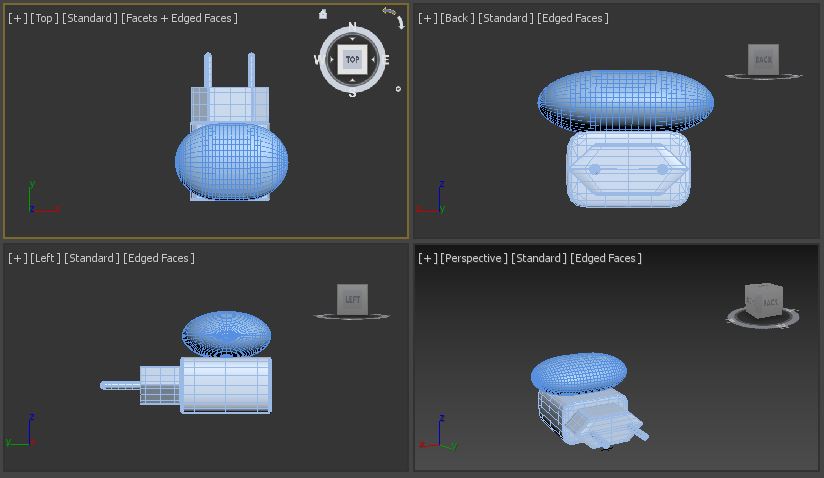 [+] [Top] [Standard] [Facets + Edged Faces]
N
W TOP E
S
y
z x
[+] [Back] [Standard] [Edged Faces]
BACK
z
x y
[+] [Left] [Standard] [Edged Faces]
LEFT
z
y x
[+] [Perspective] [Standard] [Edged Faces]
BACK
z
x y